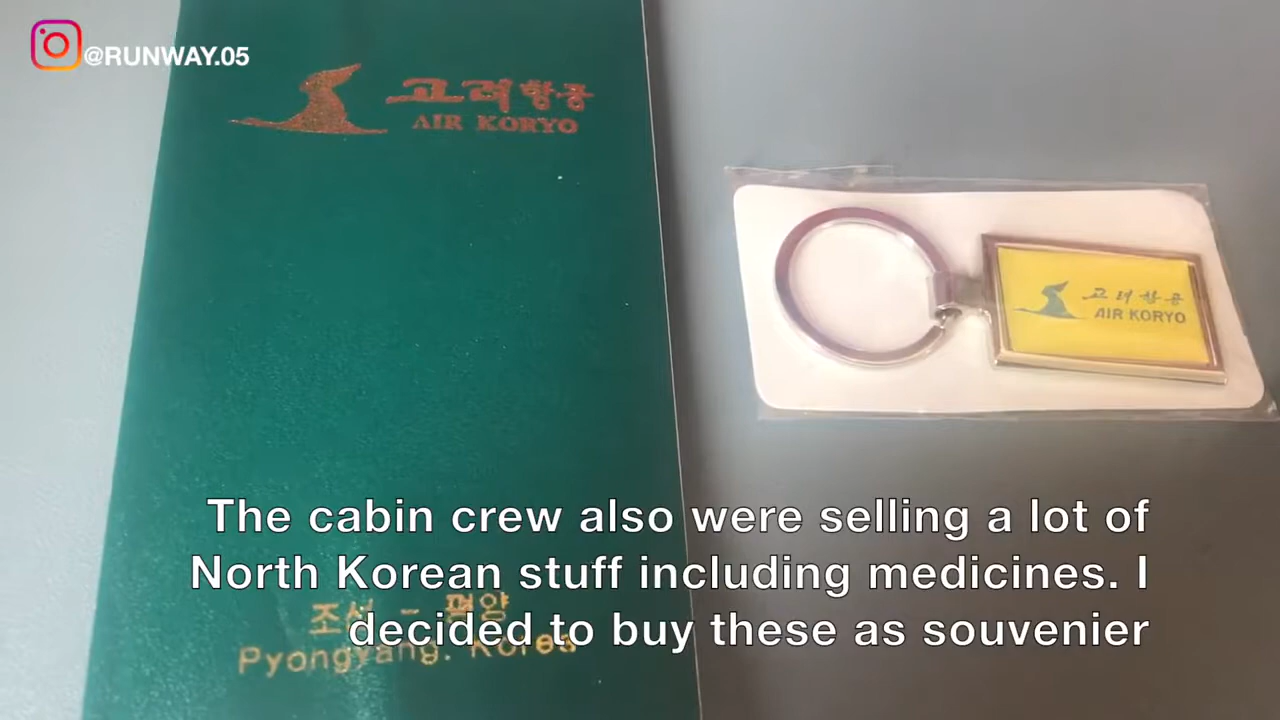 @RUNWAY.05
고려항공
AIR KORYO
고려항공
AIR KORYO
The cabin crew also were selling a lot of
North Korean stuff including medicines. I
decided to buy these as souvenier
조선 - 평양
Pyongyang. Korea